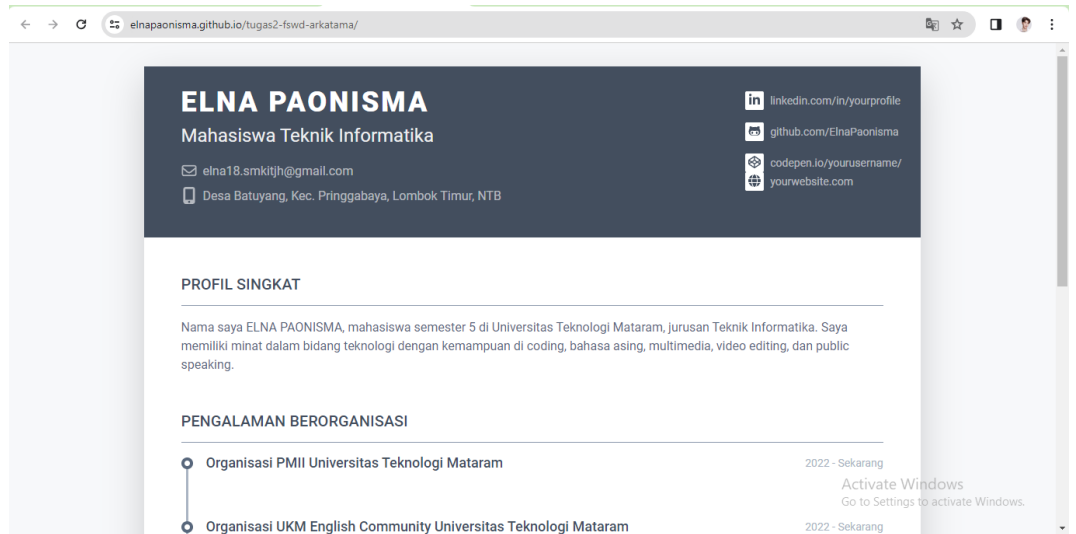 elnapaonisma.github.io/tugas2-fswd-arkatama/
ELNA PAONISMA
Mahasiswa Teknik Informatika
elna18.smkitjh@gmail.com
Desa Batuyang, Kec. Pringgabaya, Lombok Timur, NTB
in linkedin.com/in/yourprofile
github.com/ElnaPaonisma
codepen.io/yourusername/
yourwebsite.com
PROFIL SINGKAT
Nama saya ELNA PAONISMA, mahasiswa semester 5 di Universitas Teknologi Mataram, jurusan Teknik Informatika. Saya
memiliki minat dalam bidang teknologi dengan kemampuan di coding, bahasa asing, multimedia, video editing, dan public
speaking.
PENGALAMAN BERORGANISASI
Organisasi PMII Universitas Teknologi Mataram 2022 - Sekarang
Organisasi UKM English Community Universitas Teknologi Mataram 2022 - Sekarang
Activate Windows
Go to Settings to activate Windows.